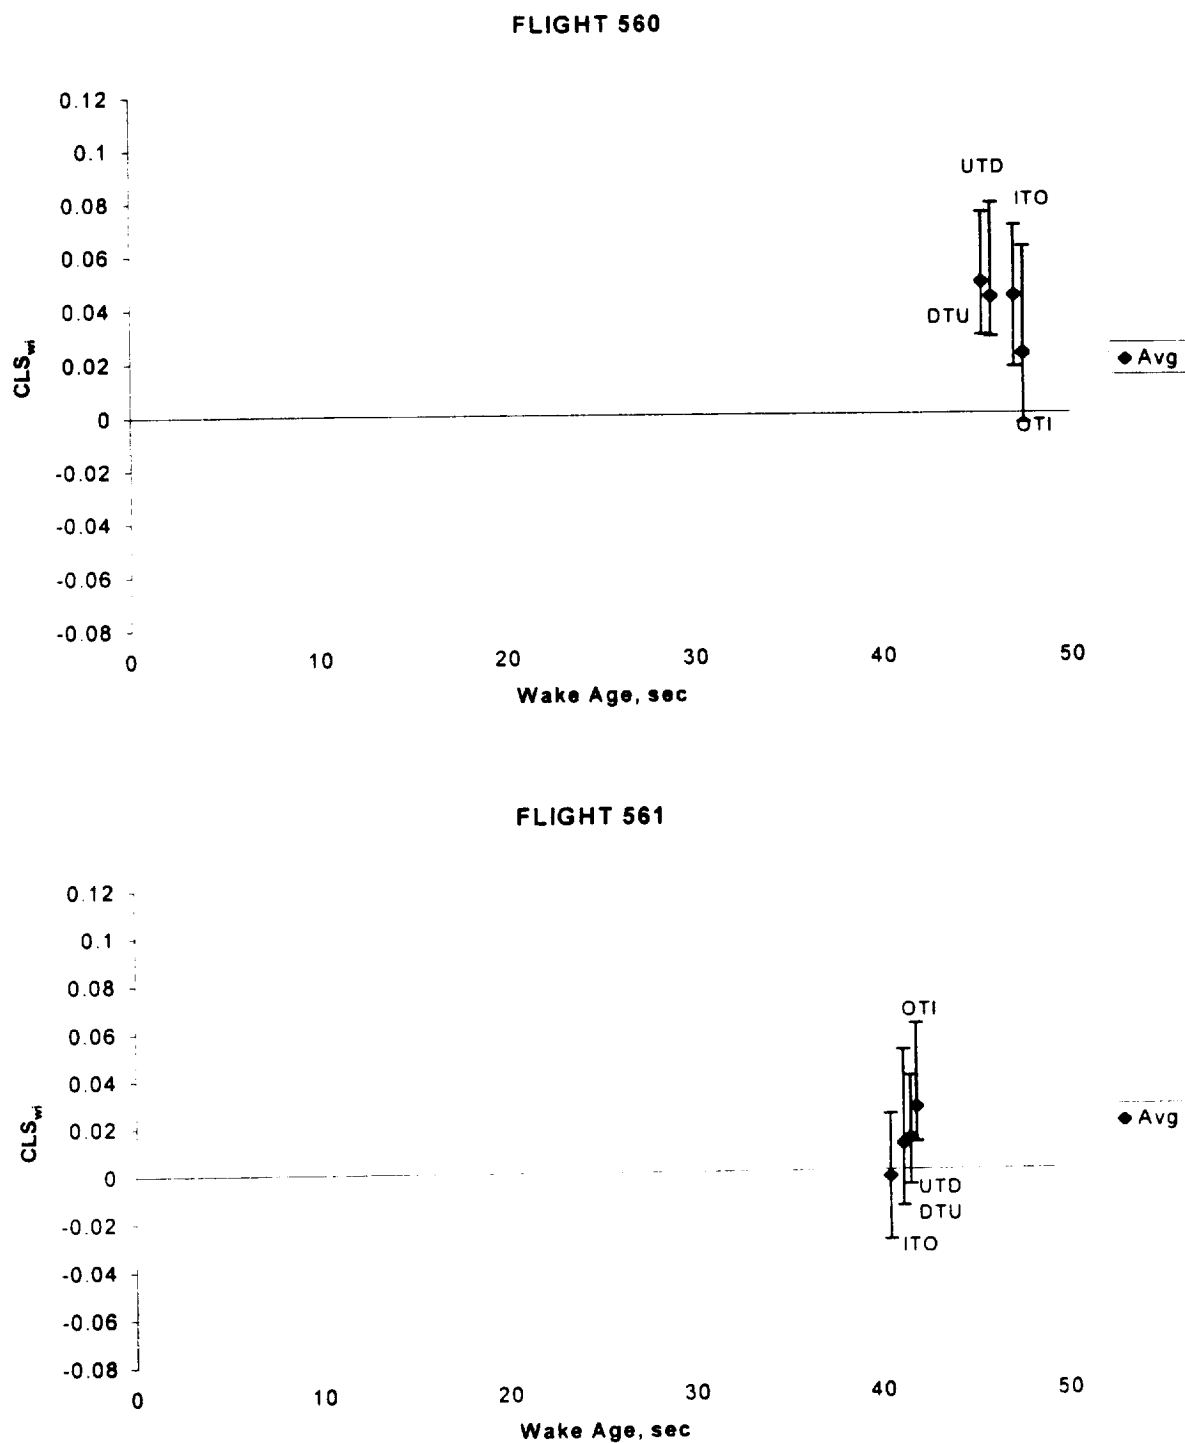 FLIGHT 560
0.12
0.1
0.08
0.06
0.04
0.02
0
-0.02
-0.04
-0.06
-0.08
CLSwi
UTD
ITO
DTU
OTI
Avg
0 10 20 30 40 50
Wake Age, sec
FLIGHT 561
0.12
0.1
0.08
0.06
0.04
0.02
0
-0.02
-0.04
-0.06
-0.08
CLSwi
OTI
UTD
DTU
ITO
Avg
0 10 20 30 40 50
Wake Age, sec